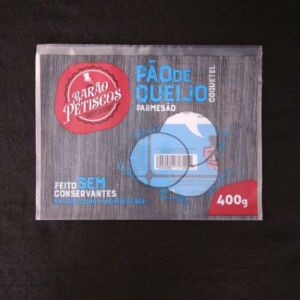 BARÃO
PETISCOS
PÃO DE
QUEIJO
COQUETEL
PARMESÃO
FEITO SEM
CONSERVANTES
400g